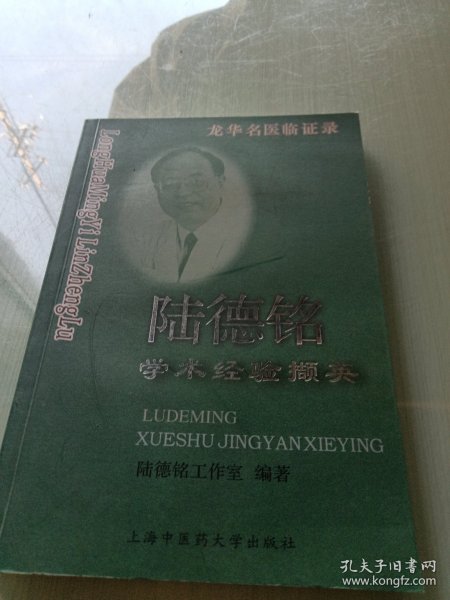 龙华名医临证录
LongHuaMingYi LinZhengLu
陆德铭
学术经验撷英
LUDEMING
XUESHU JINGYANXIEYING
陆德铭工作室 编著
上海中医药大学出版社
孔夫子旧书网
www.kongfz.com